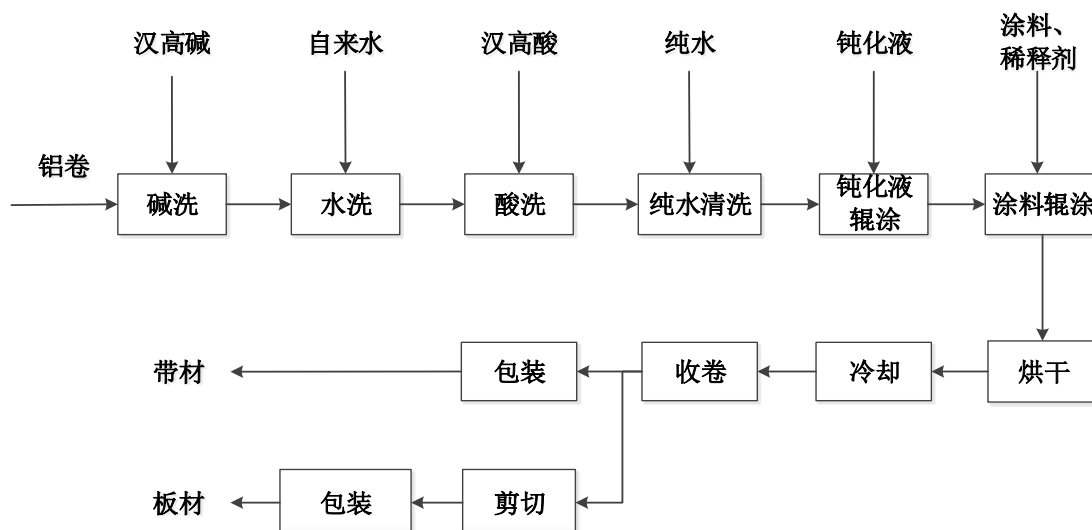 汉高碱
自来水
汉高酸
纯水
钝化液
涂料、
稀释剂
铝卷
碱洗
水洗
酸洗
纯水清洗
钝化液
辊涂
涂料辊涂
带材
包装
收卷
冷却
烘干
板材
包装
剪切